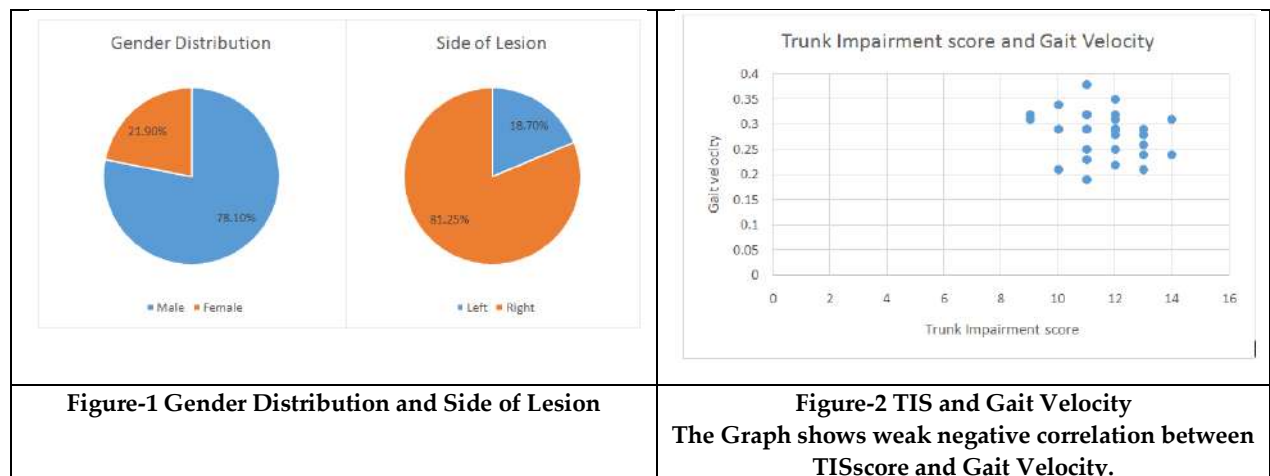 Gender Distribution
21.90%
78.10%
Male Female
Side of Lesion
18.70%
81.25%
Left Right
Figure-1 Gender Distribution and Side of Lesion
Trunk Impairment score and Gait Velocity
Gait velocity
0.4
0.35
0.3
0.25
0.2
0.15
0.1
0.05
0
0 2 4 6 8 10 12 14 16
Trunk Impairment score
Figure-2 TIS and Gait Velocity
The Graph shows weak negative correlation between
TISscore and Gait Velocity.